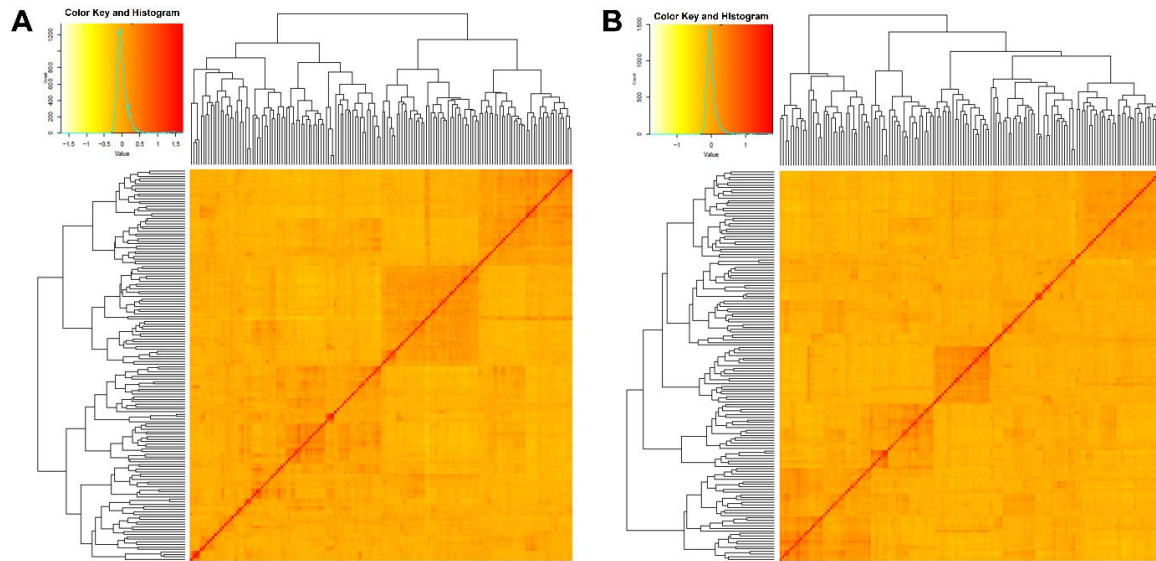 A
Color Key and Histogram
Count
0 200 400 600 800 1200
−1.5 −1 −0.5 0 0.5 1 1.5
Value
B
Color Key and Histogram
Count
0 500 1000 1500
−1 0 1
Value